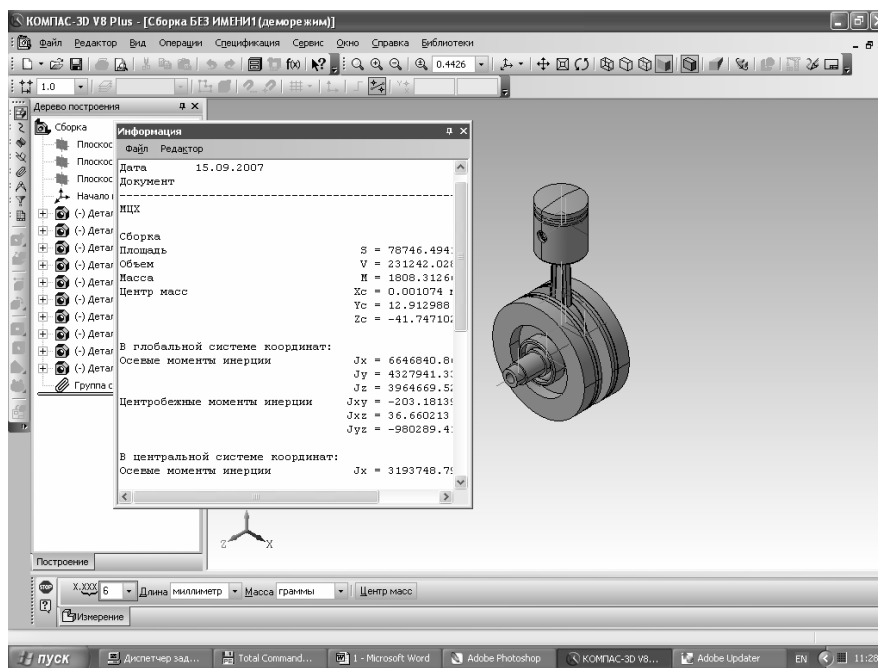 КОМПАС-3D V8 Plus - [Сборка БЕЗ ИМЕНИ1 (деморежим)]
Файл Редактор Вид Операции Спецификация Сервис Окно Справка Библиотеки
0.4426
1.0
Дерево построения
Сборка
Плоскос
Плоскос
Плоскос
Начало
(-) Детал
(-) Детал
(-) Детал
(-) Детал
(-) Детал
(-) Детал
(-) Детал
(-) Детал
(-) Детал
(-) Детал
Группа с
Построение
Информация
Файл Редактор
Дата 15.09.2007
Документ
МЦХ
Сборка
Площадь S = 78746.494
Объем V = 231242.02
Масса M = 1808.3126
Центр масс Xc = 0.001074
Yc = 12.912988
Zc = -41.74710
В глобальной системе координат:
Осевые моменты инерции Jx = 6646840.8
Jy = 4327941.3
Jz = 3964669.5
Центробежные моменты инерции Jxy = -203.1813
Jxz = 36.660213
Jyz = -980289.4
В центральной системе координат:
Осевые моменты инерции Jx = 3193748.7
Z X
STOP X.XXX 6 Длина миллиметр Масса граммы Центр масс
Измерение
пуск Диспетчер зад... Total Command... 1 - Microsoft Word Adobe Photoshop КОМПАС-3D V8... Adobe Updater EN 11:28